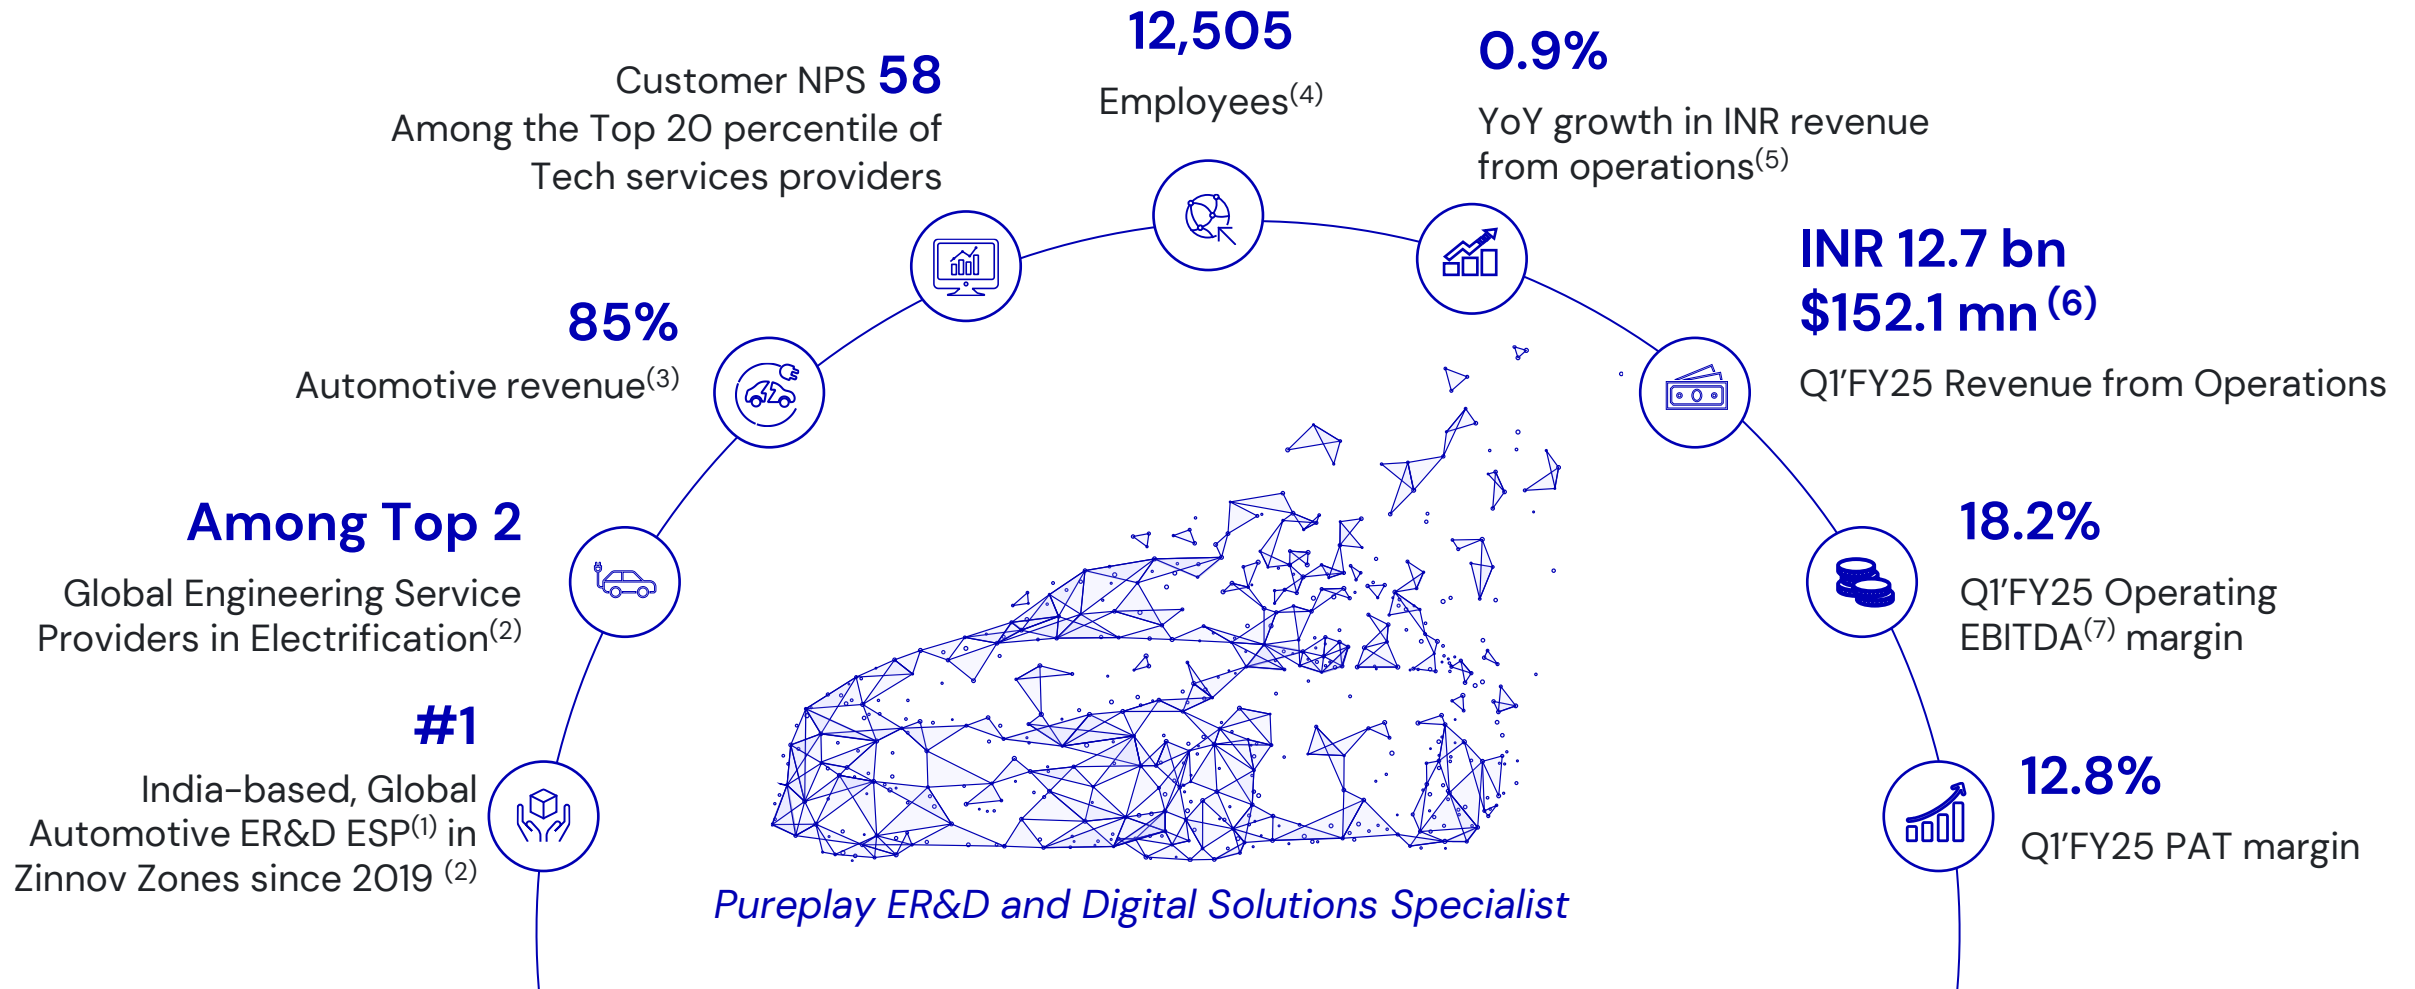 12,505
Employees(4)
0.9%
YoY growth in INR revenue
from operations(5)
Customer NPS 58
Among the Top 20 percentile of
Tech services providers
INR 12.7 bn
$152.1 mn (6)
Q1'FY25 Revenue from Operations
85%
Automotive revenue(3)
Among Top 2
Global Engineering Service
Providers in Electrification(2)
18.2%
Q1'FY25 Operating
EBITDA(7) margin
#1
India-based, Global
Automotive ER&D ESP(1) in
Zinnov Zones since 2019 (2)
12.8%
Q1'FY25 PAT margin
Pureplay ER&D and Digital Solutions Specialist